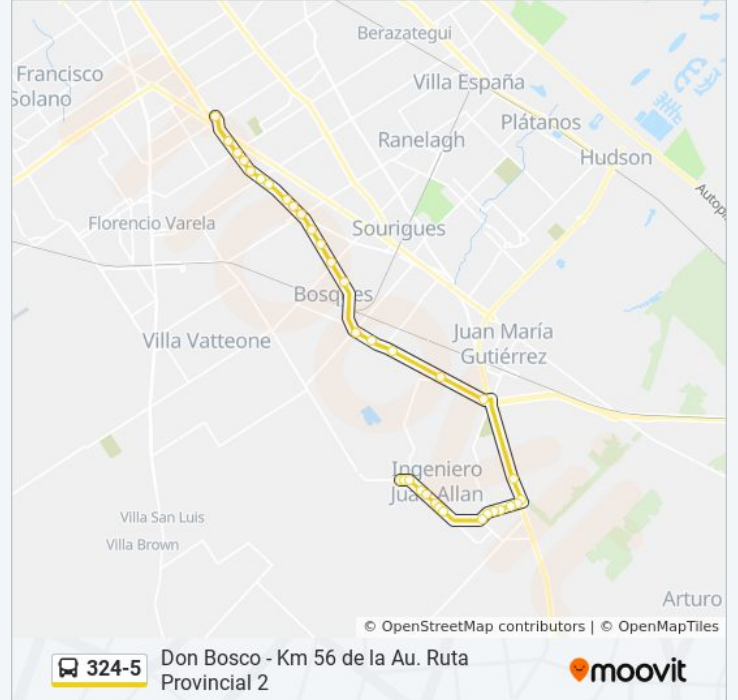 Berazategui
Francisco
Solano
Villa España
Plátanos
Ranelagh
Hudson
Autop
Florencio Varela
Sourigues
Bosques
Juan María
Gutiérrez
Villa Vatteone
Ingeniero
Juan Allan
Villa San Luis
Villa Brown
Arturo
© OpenStreetMap contributors | © OpenMapTiles
324-5
Don Bosco - Km 56 de la Au. Ruta
Provincial 2
moovit